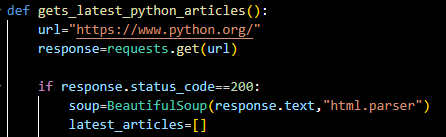 def gets_latest_python_articles():
    url="https://www.python.org/"
    response=requests.get(url)

    if response.status_code==200:
        soup=BeautifulSoup(response.text,"html.parser")
        latest_articles=[]